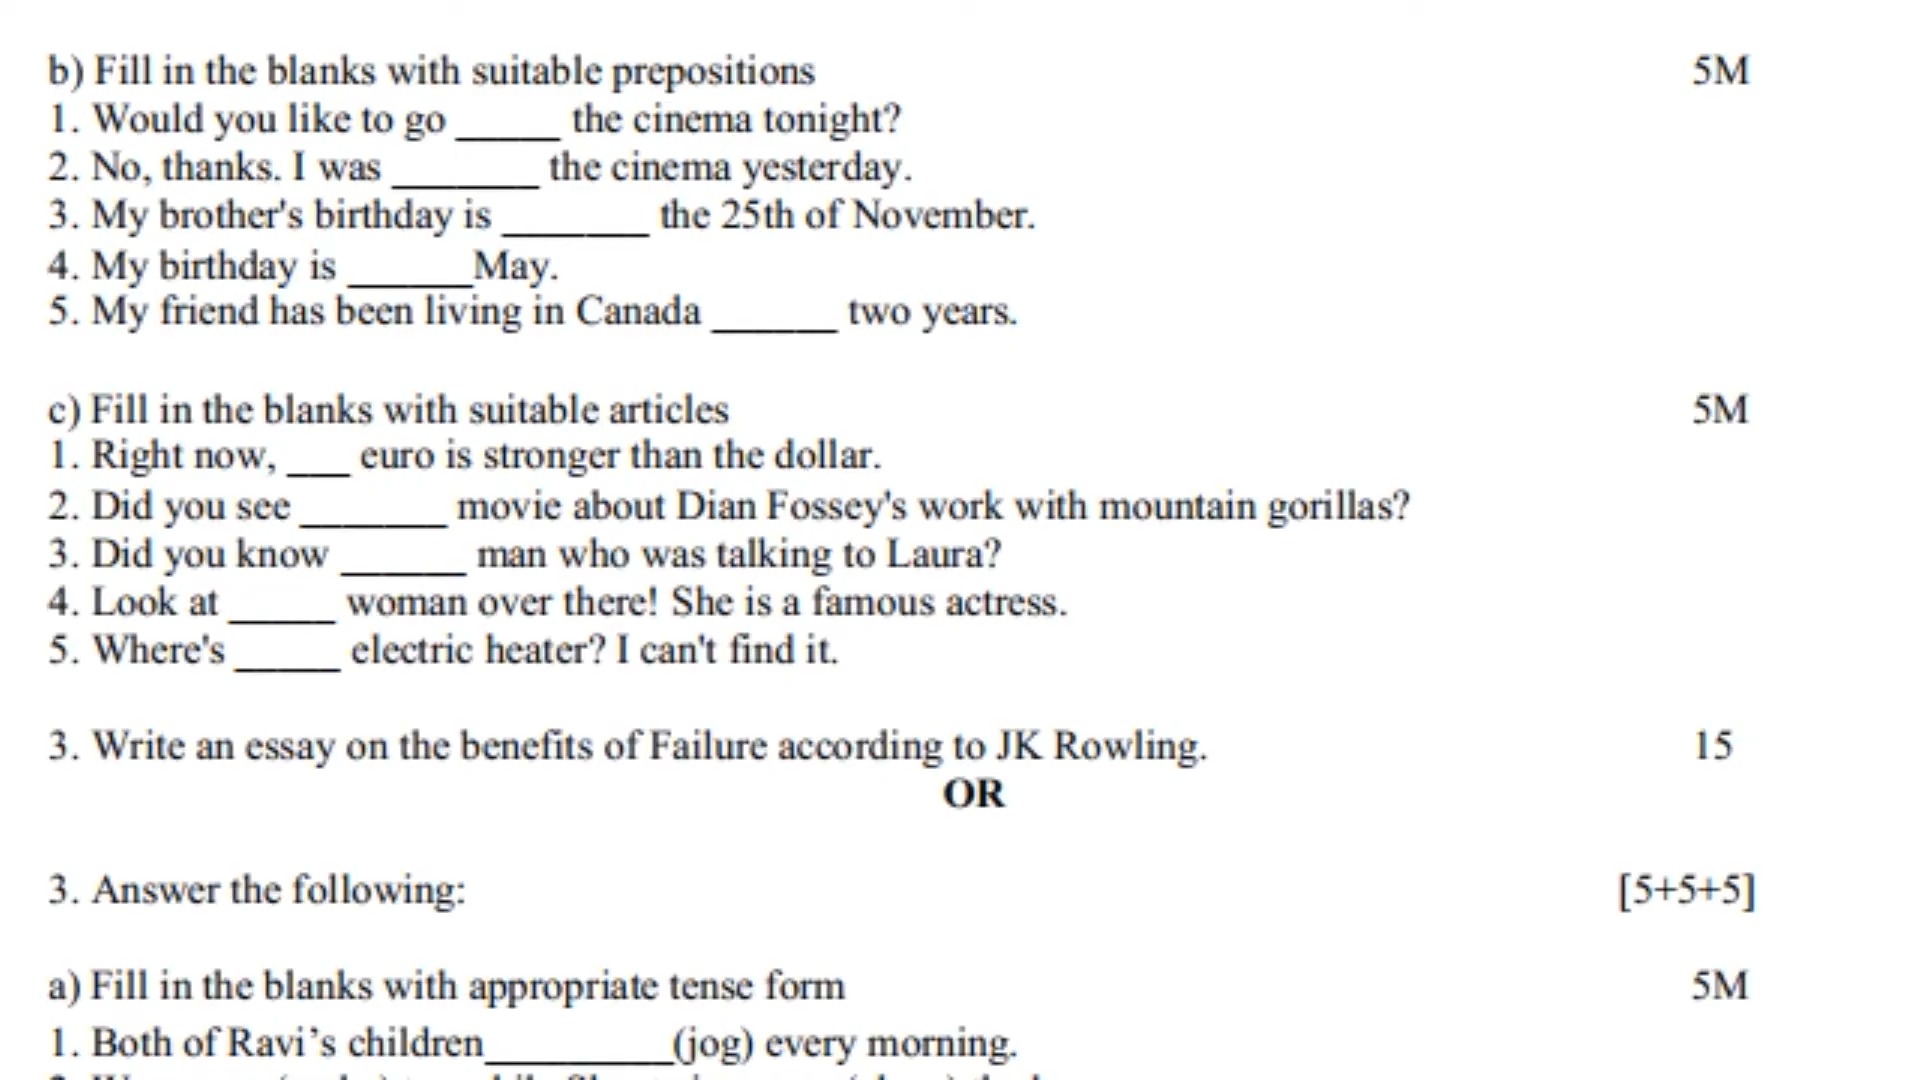 b) Fill in the blanks with suitable prepositions 5M
1. Would you like to go _____ the cinema tonight?
2. No, thanks. I was _______ the cinema yesterday.
3. My brother's birthday is _______ the 25th of November.
4. My birthday is ______May.
5. My friend has been living in Canada ______ two years.
c) Fill in the blanks with suitable articles 5M
1. Right now, ___ euro is stronger than the dollar.
2. Did you see _______ movie about Dian Fossey's work with mountain gorillas?
3. Did you know ______ man who was talking to Laura?
4. Look at _____ woman over there! She is a famous actress.
5. Where's _____ electric heater? I can't find it.
3. Write an essay on the benefits of Failure according to JK Rowling. 15
OR
3. Answer the following: [5+5+5]
a) Fill in the blanks with appropriate tense form 5M
1. Both of Ravi’s children_________(jog) every morning.